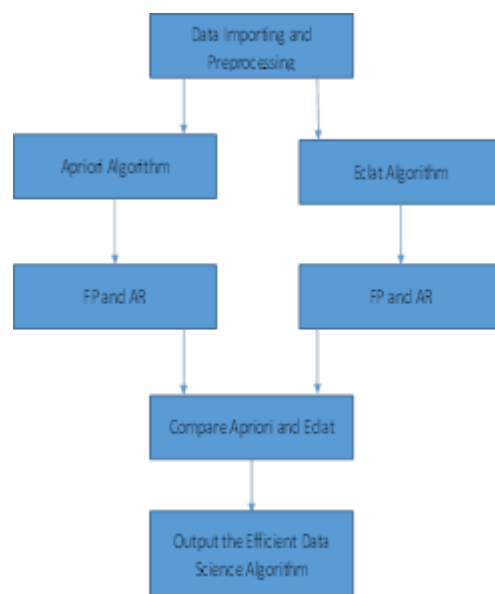 Data Importing and
Preprocessing
Apriori Algorithm
Eclat Algorithm
FP and AR
FP and AR
Compare Apriori and Eclat
Output the Efficient Data
Science Algorithm